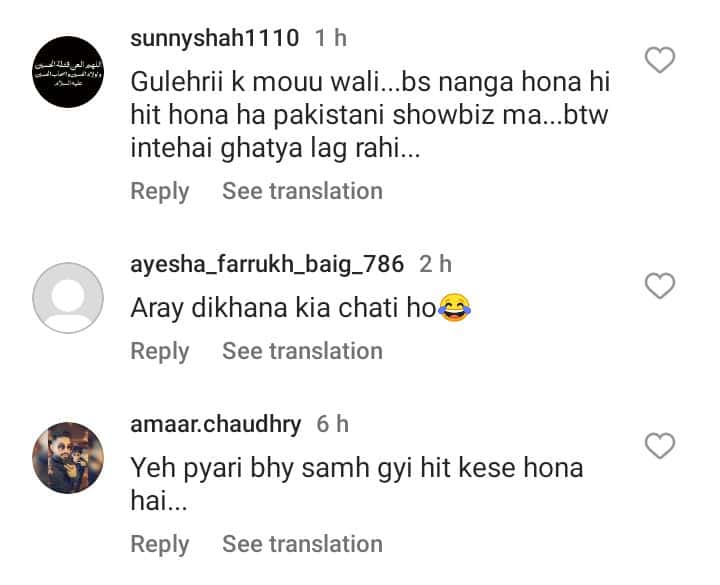 sunnyshah1110 1 h
Gulehrii k mouu wali...bs nanga hona hi
hit hona ha pakistani showbiz ma...btw
intehai ghatya lag rahi...
Reply See translation
ayesha_farrukh_baig_786 2 h
Aray dikhana kia chati ho😂
Reply See translation
amaar.chaudhry 6 h
Yeh pyari bhy samh gyi hit kese hona
hai...
Reply See translation